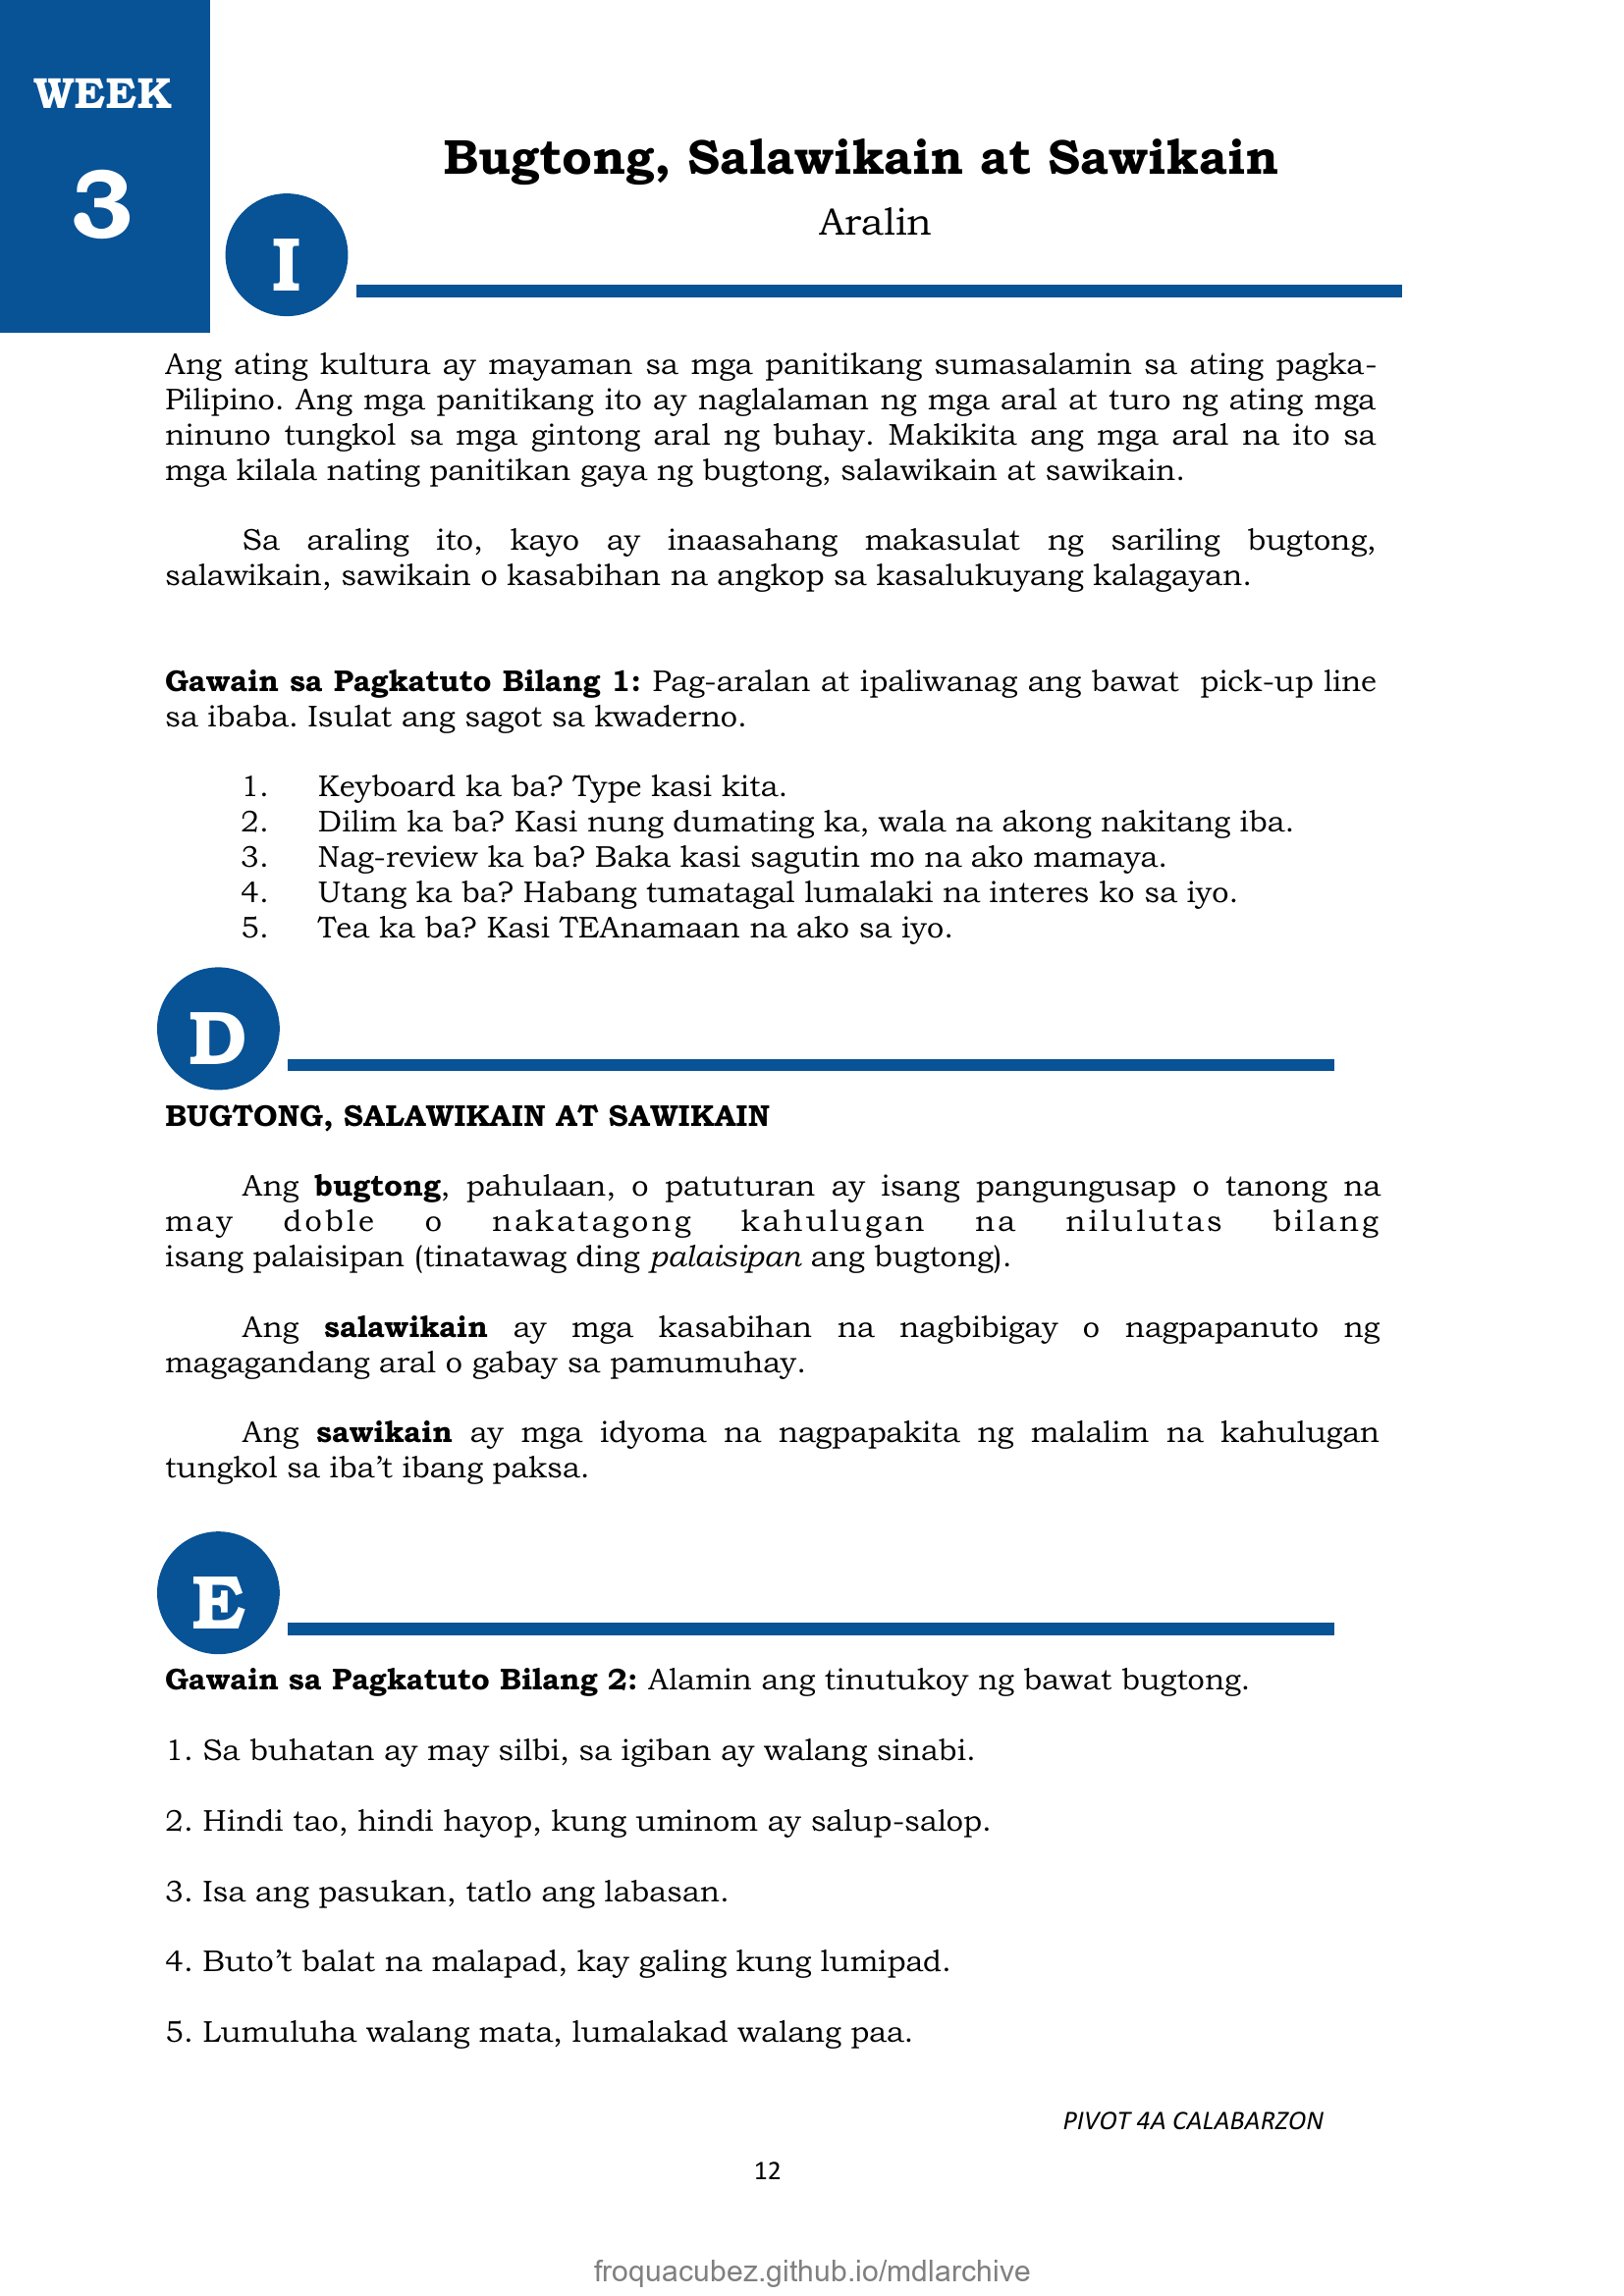 WEEK
3
Bugtong, Salawikain at Sawikain
Aralin
I
Ang ating kultura ay mayaman sa mga panitikang sumasalamin sa ating pagka-
Pilipino. Ang mga panitikang ito ay naglalaman ng mga aral at turo ng ating mga
ninuno tungkol sa mga gintong aral ng buhay. Makikita ang mga aral na ito sa
mga kilala nating panitikan gaya ng bugtong, salawikain at sawikain.
Sa araling ito, kayo ay inaasahang makasulat ng sariling bugtong,
salawikain, sawikain o kasabihan na angkop sa kasalukuyang kalagayan.
Gawain sa Pagkatuto Bilang 1: Pag-aralan at ipaliwanag ang bawat pick-up line
sa ibaba. Isulat ang sagot sa kwaderno.
1. Keyboard ka ba? Type kasi kita.
2. Dilim ka ba? Kasi nung dumating ka, wala na akong nakitang iba.
3. Nag-review ka ba? Baka kasi sagutin mo na ako mamaya.
4. Utang ka ba? Habang tumatagal lumalaki na interes ko sa iyo.
5. Tea ka ba? Kasi TEAnamaan na ako sa iyo.
D
BUGTONG, SALAWIKAIN AT SAWIKAIN
Ang bugtong, pahulaan, o patuturan ay isang pangungusap o tanong na
may doble o nakatagong kahulugan na nilulutas bilang
isang palaisipan (tinatawag ding palaisipan ang bugtong).
Ang salawikain ay mga kasabihan na nagbibigay o nagpapanuto ng
magagandang aral o gabay sa pamumuhay.
Ang sawikain ay mga idyoma na nagpapakita ng malalim na kahulugan
tungkol sa iba’t ibang paksa.
E
Gawain sa Pagkatuto Bilang 2: Alamin ang tinutukoy ng bawat bugtong.
1. Sa buhatan ay may silbi, sa igiban ay walang sinabi.
2. Hindi tao, hindi hayop, kung uminom ay salup-salop.
3. Isa ang pasukan, tatlo ang labasan.
4. Buto’t balat na malapad, kay galing kung lumipad.
5. Lumuluha walang mata, lumalakad walang paa.
PIVOT 4A CALABARZON
12
froquacubez.github.io/mdlarchive